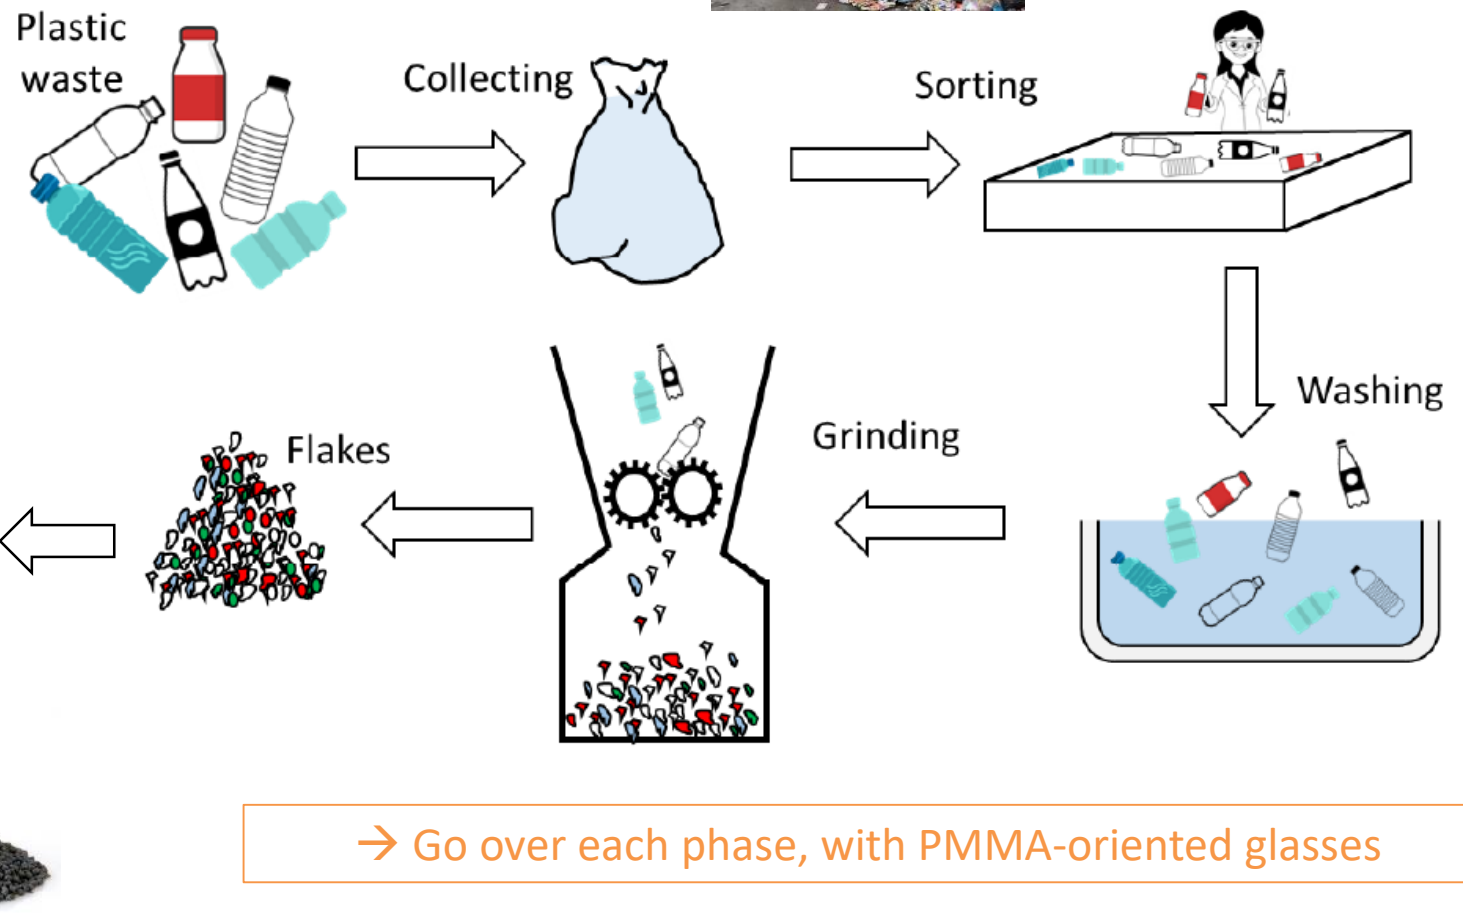 Plastic
waste
Collecting
Sorting
Washing
Grinding
Flakes
→ Go over each phase, with PMMA-oriented glasses